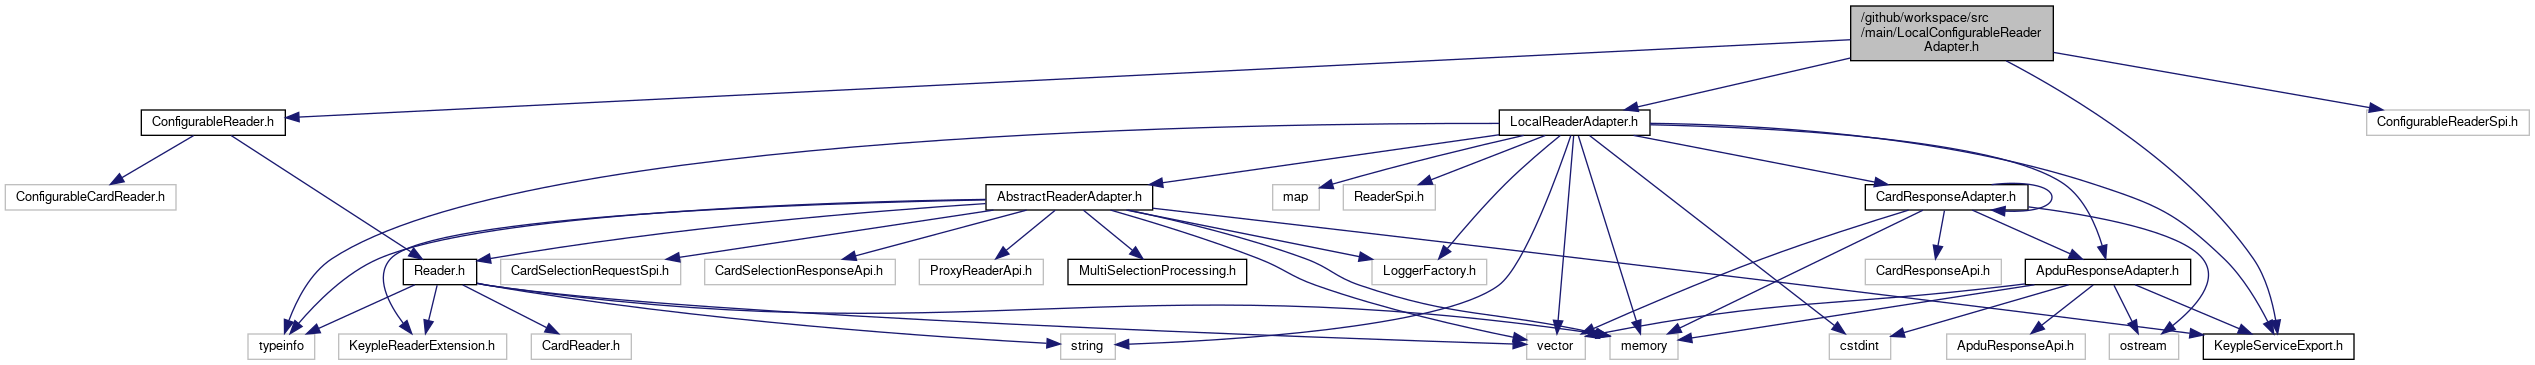 /github/workspace/src
/main/LocalConfigurableReader
Adapter.h
ConfigurableReader.h
LocalReaderAdapter.h
ConfigurableReaderSpi.h
ConfigurableCardReader.h
AbstractReaderAdapter.h
map
ReaderSpi.h
CardResponseAdapter.h
Reader.h
CardSelectionRequestSpi.h
CardSelectionResponseApi.h
ProxyReaderApi.h
MultiSelectionProcessing.h
LoggerFactory.h
CardResponseApi.h
ApduResponseAdapter.h
typeinfo
KeypleReaderExtension.h
CardReader.h
string
vector
memory
cstdint
ApduResponseApi.h
ostream
KeypleServiceExport.h